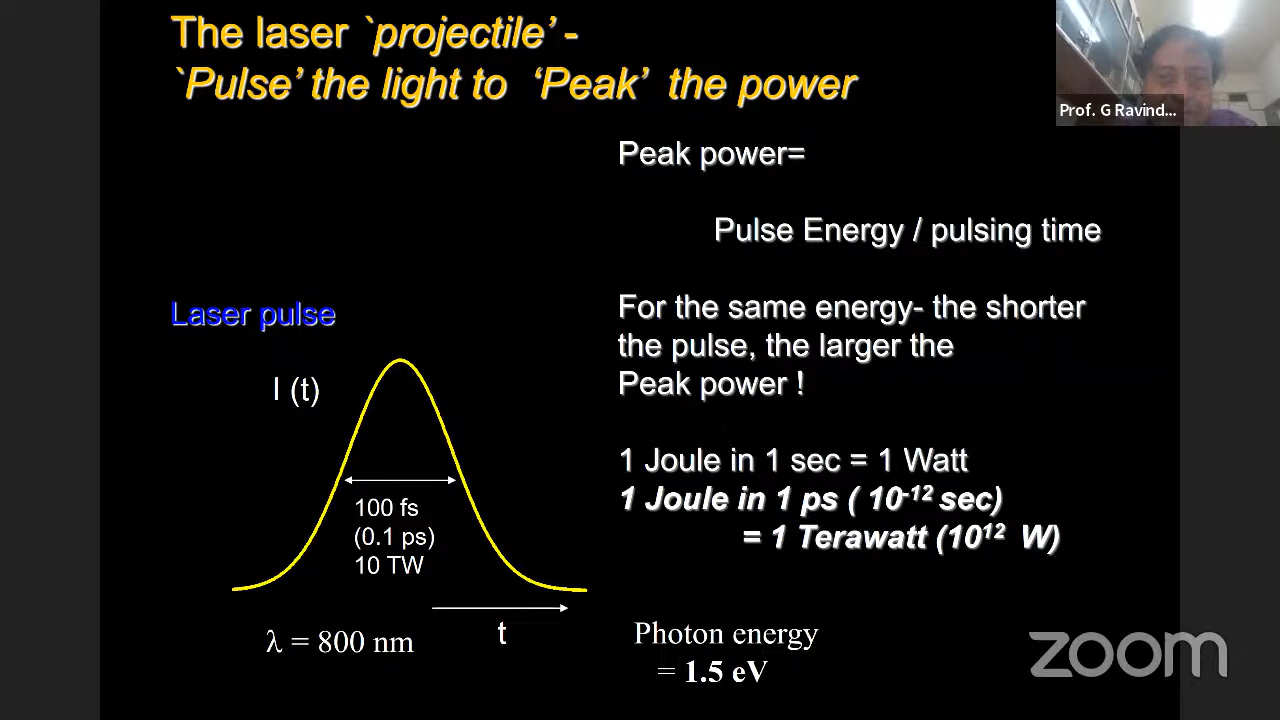 The laser `projectile' -
`Pulse' the light to ‘Peak’ the power
Prof. G Ravind...
Peak power=
Pulse Energy / pulsing time
For the same energy- the shorter
the pulse, the larger the
Peak power !
Laser pulse
I (t)
100 fs
(0.1 ps)
10 TW
t
λ = 800 nm
1 Joule in 1 sec = 1 Watt
1 Joule in 1 ps ( 10⁻¹² sec)
= 1 Terawatt (10¹² W)
Photon energy
= 1.5 eV
zoom